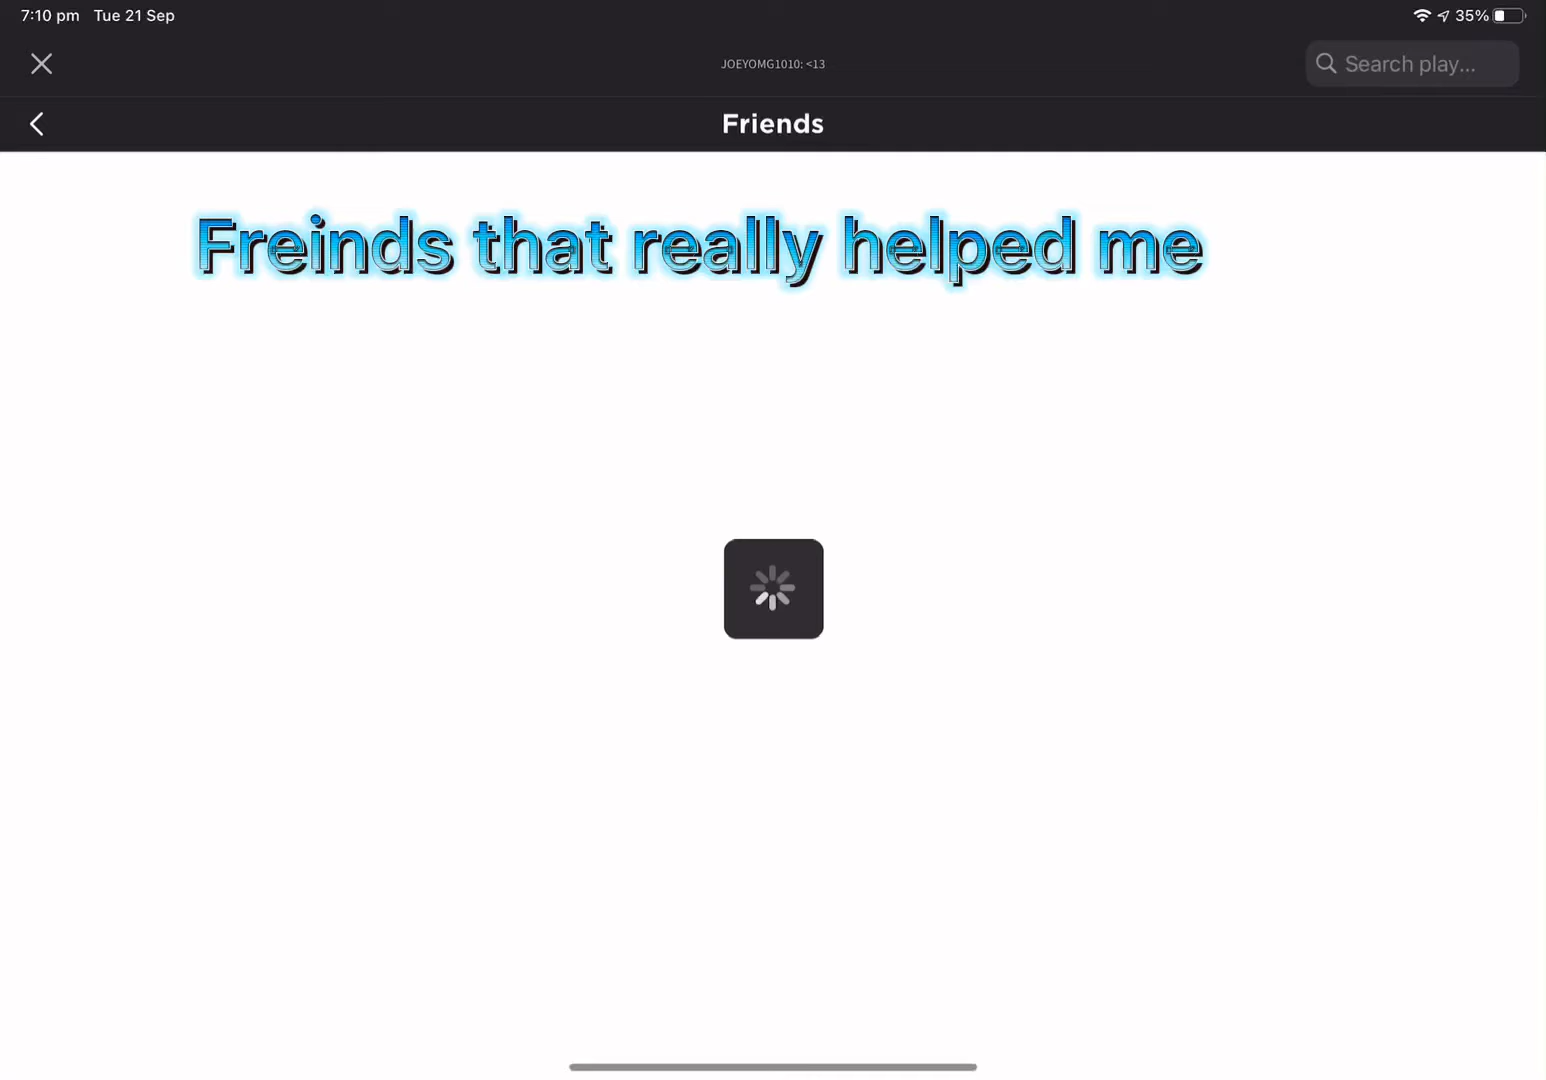 7:10 pm Tue 21 Sep 35%
JOEYOMG1010: <13 Search play...
Friends
Freinds that really helped me